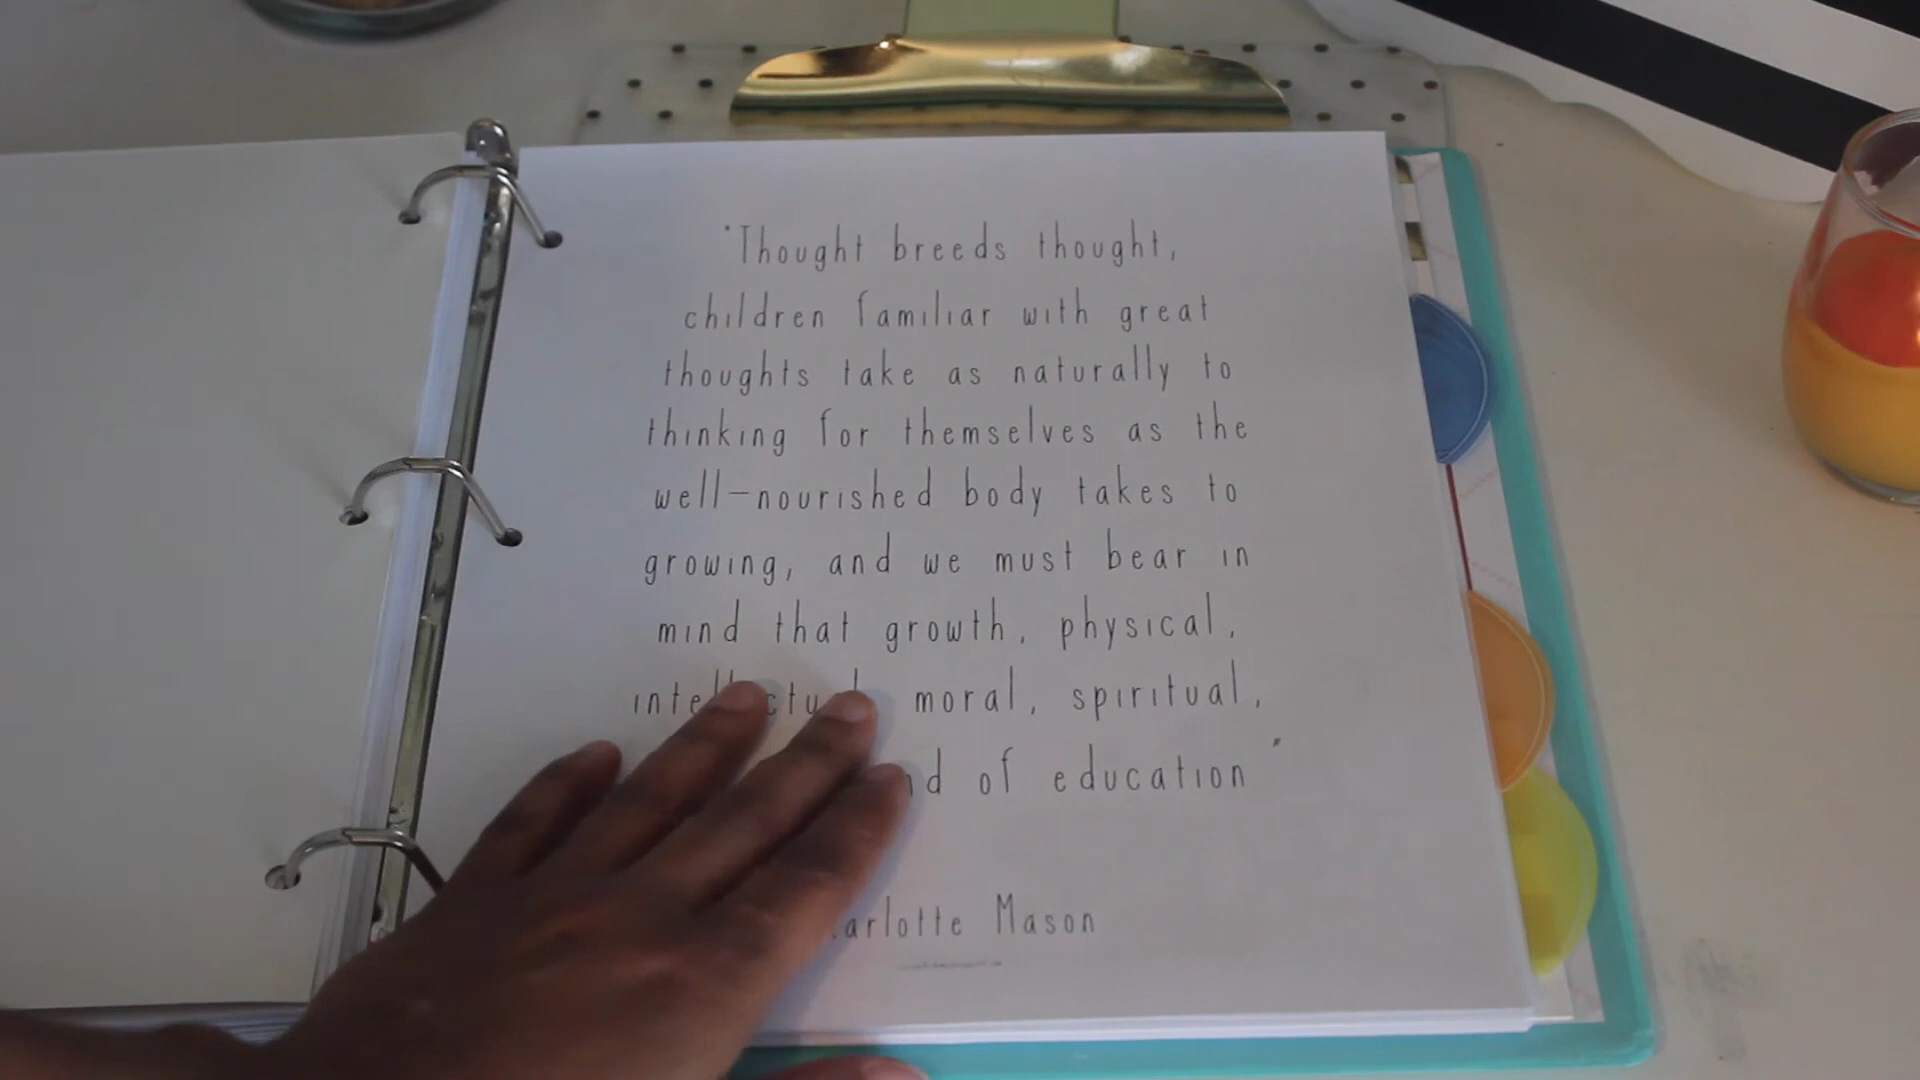 "Thought breeds thought,
children familiar with great
thoughts take as naturally to
thinking for themselves as the
well-nourished body takes to
growing, and we must bear in
mind that growth, physical,
intellectual, moral, spiritual,
of education"
Mason